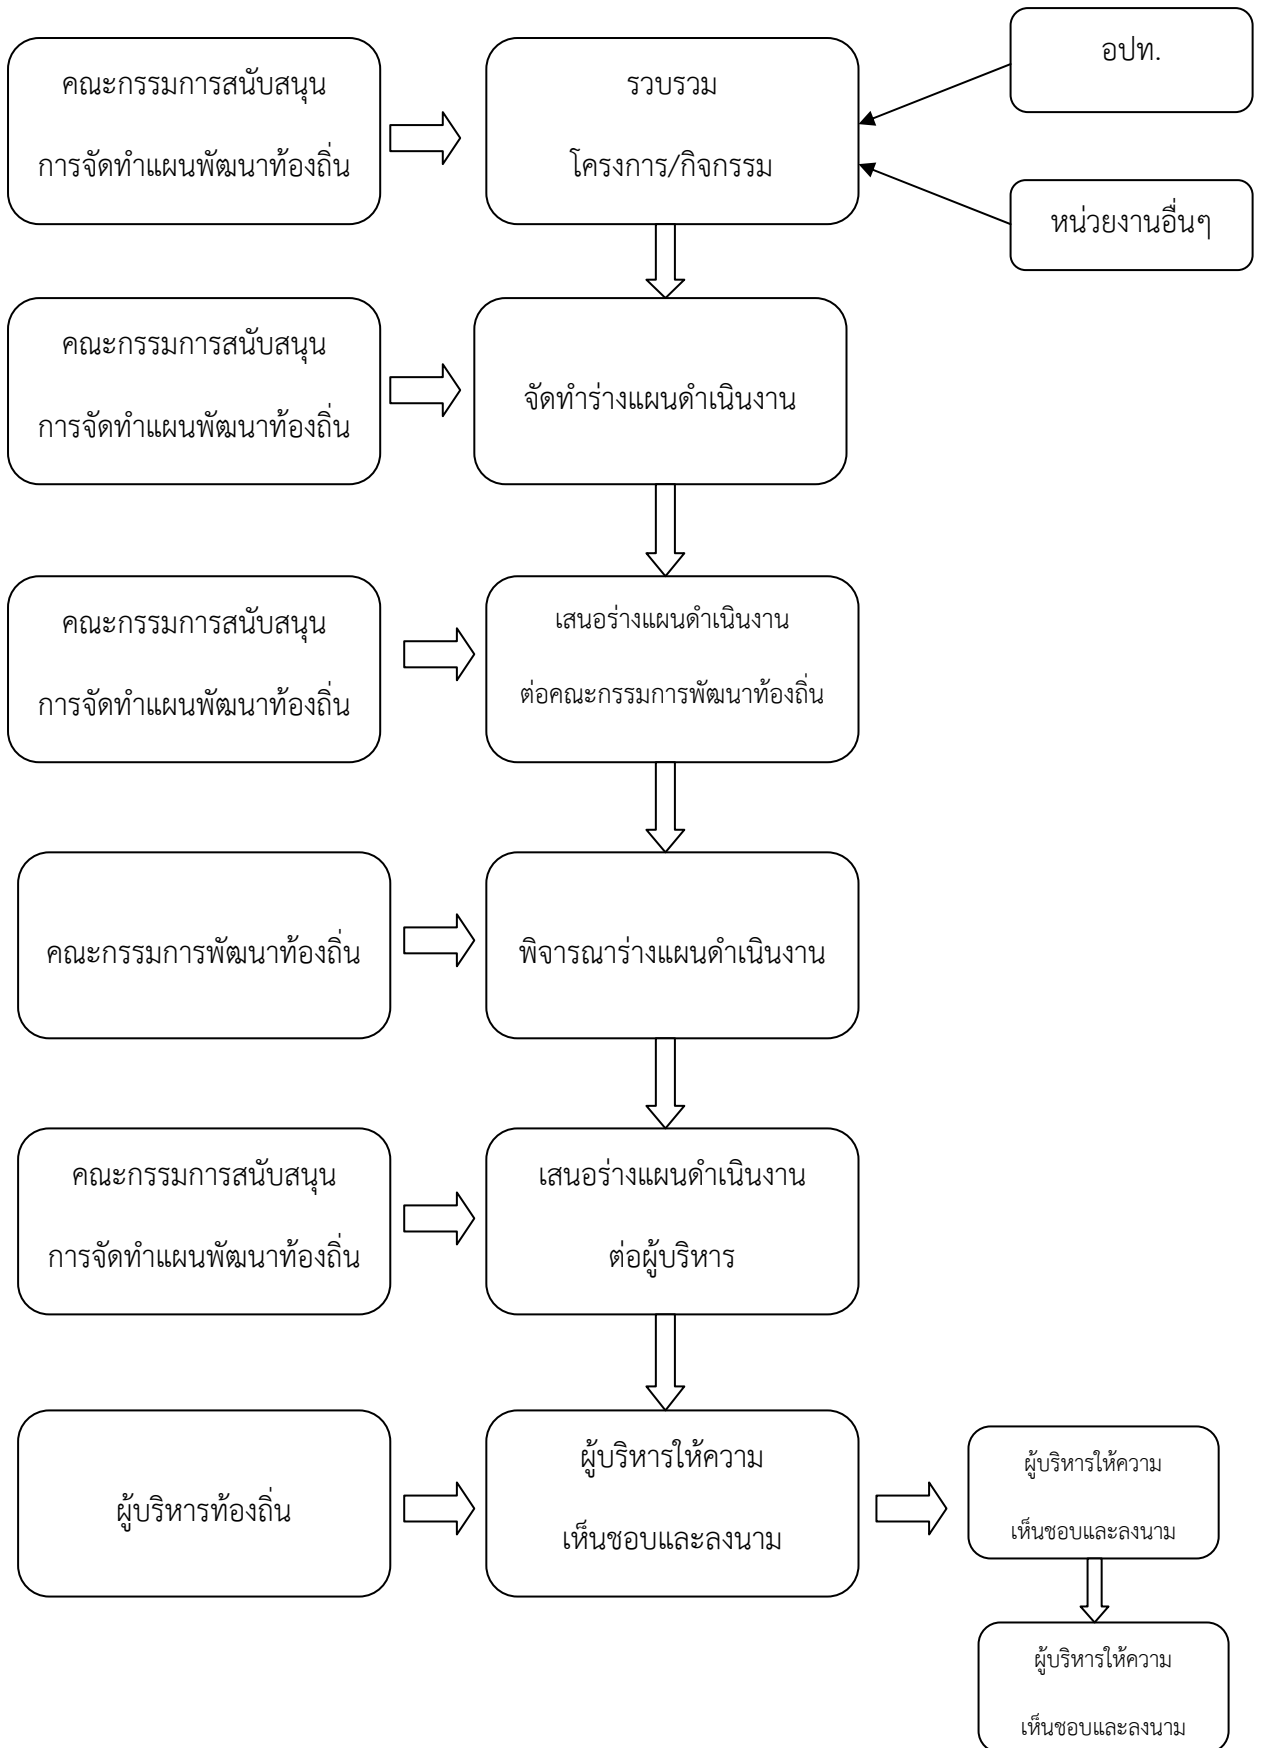 คณะกรรมการสนับสนุน
การจัดทำแผนพัฒนาท้องถิ่น
รวบรวม
โครงการ/กิจกรรม
อปท.
หน่วยงานอื่นๆ
คณะกรรมการสนับสนุน
การจัดทำแผนพัฒนาท้องถิ่น
จัดทำร่างแผนดำเนินงาน
คณะกรรมการสนับสนุน
การจัดทำแผนพัฒนาท้องถิ่น
เสนอร่างแผนดำเนินงาน
ต่อคณะกรรมการพัฒนาท้องถิ่น
คณะกรรมการพัฒนาท้องถิ่น
พิจารณาร่างแผนดำเนินงาน
คณะกรรมการสนับสนุน
การจัดทำแผนพัฒนาท้องถิ่น
เสนอร่างแผนดำเนินงาน
ต่อผู้บริหาร
ผู้บริหารท้องถิ่น
ผู้บริหารให้ความ
เห็นชอบและลงนาม
ผู้บริหารให้ความ
เห็นชอบและลงนาม
ผู้บริหารให้ความ
เห็นชอบและลงนาม